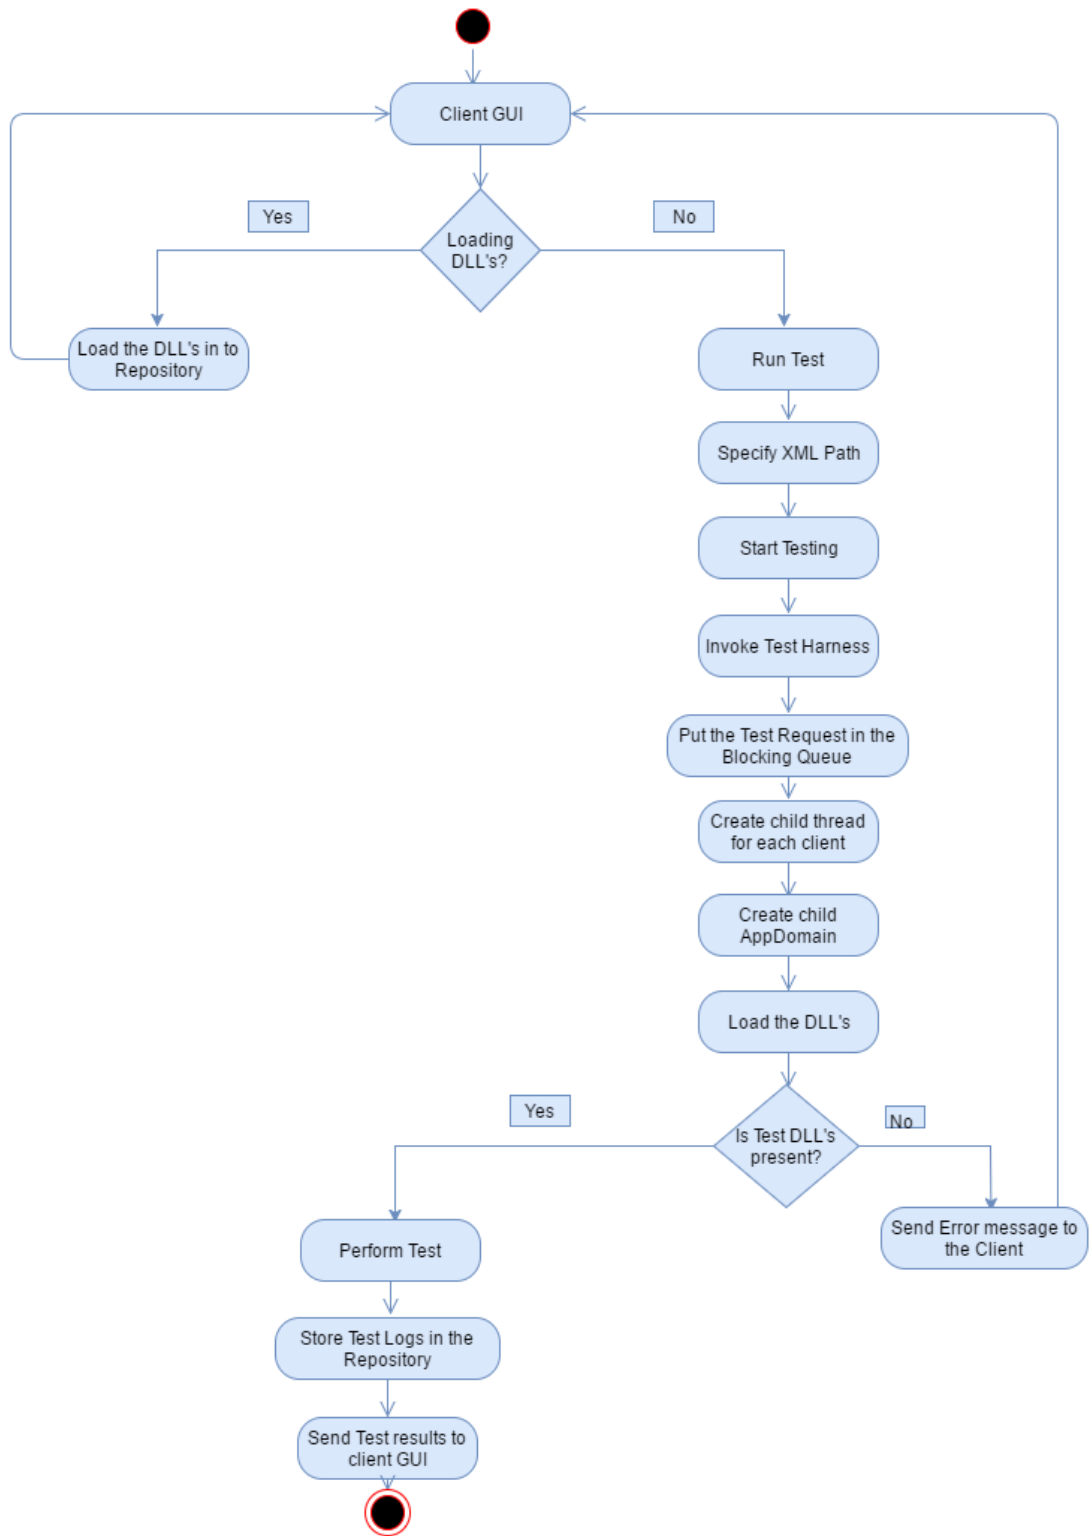 Client GUI
Yes
No
Loading
DLL's?
Load the DLL's in to
Repository
Run Test
Specify XML Path
Start Testing
Invoke Test Harness
Put the Test Request in the
Blocking Queue
Create child thread
for each client
Create child
AppDomain
Load the DLL's
Yes
No
Is Test DLL's
present?
Send Error message to
the Client
Perform Test
Store Test Logs in the
Repository
Send Test results to
client GUI